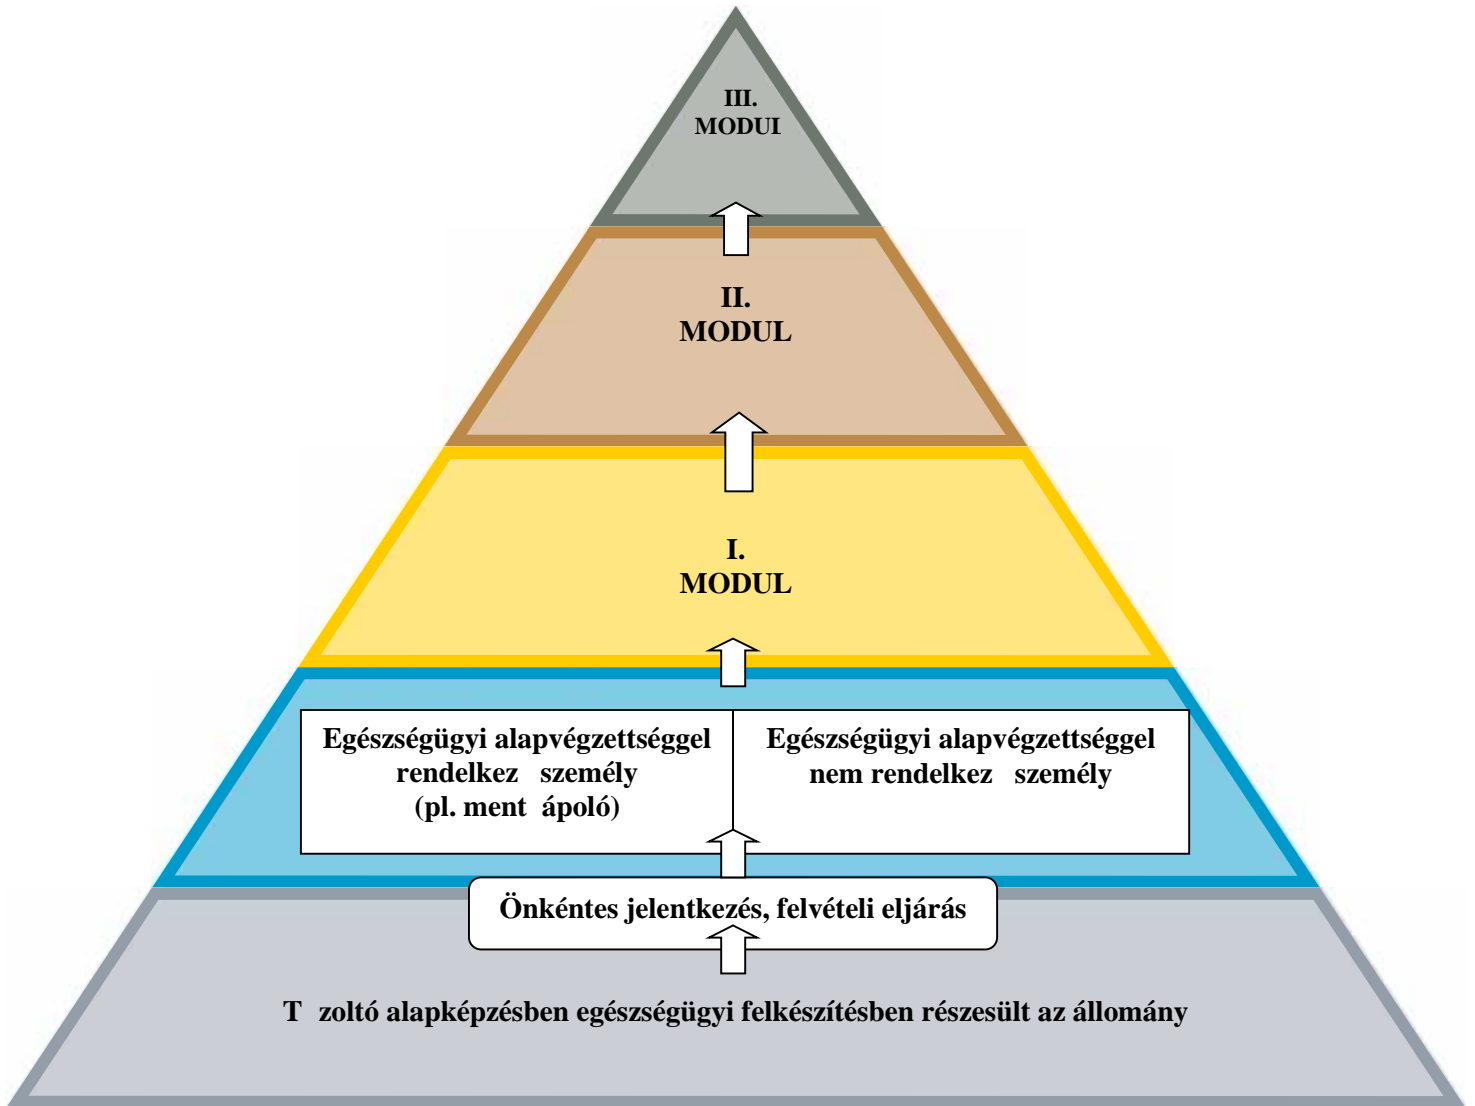 III.
MODUI
II.
MODUL
I.
MODUL
Egészségügyi alapvégzettséggel
rendelkez személy
(pl. ment ápoló)
Egészségügyi alapvégzettséggel
nem rendelkez személy
Önkéntes jelentkezés, felvételi eljárás
T zoltó alapképzésben egészségügyi felkészítésben részesült az állomány